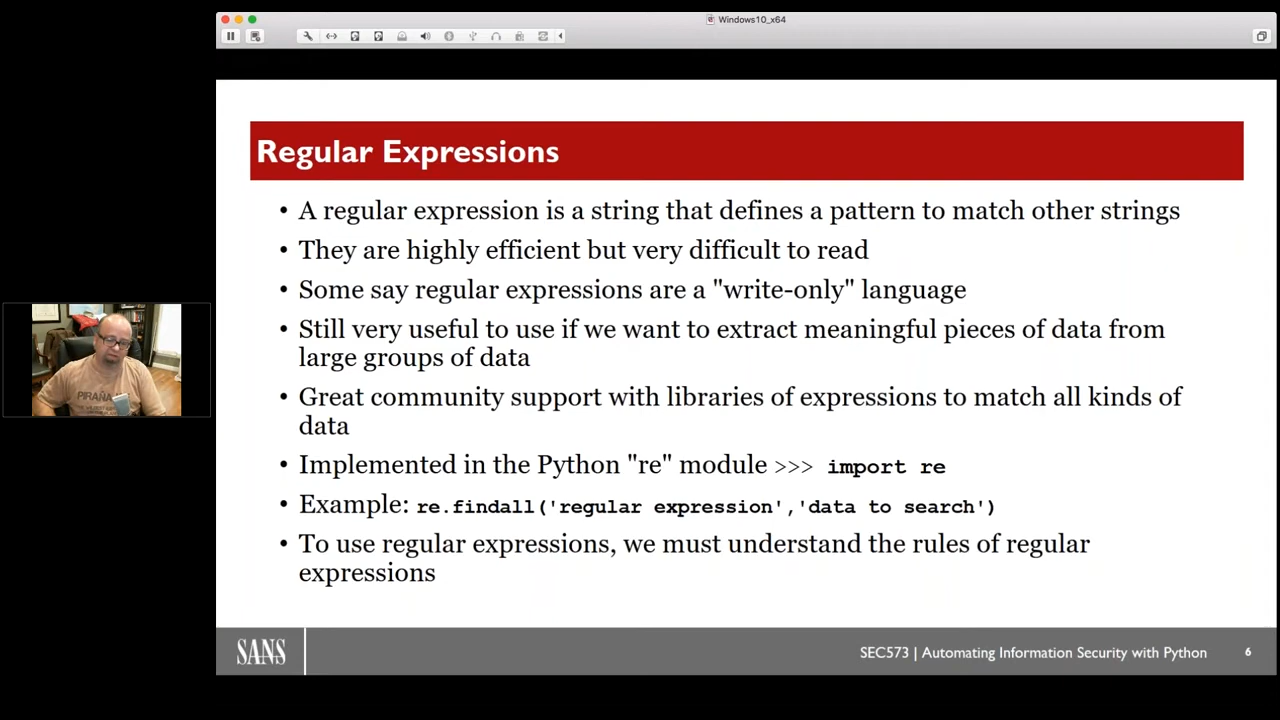 Windows10_x64
Regular Expressions
• A regular expression is a string that defines a pattern to match other strings
• They are highly efficient but very difficult to read
• Some say regular expressions are a "write-only" language
• Still very useful to use if we want to extract meaningful pieces of data from
large groups of data
• Great community support with libraries of expressions to match all kinds of
data
• Implemented in the Python "re" module >>> import re
• Example: re.findall('regular expression','data to search')
• To use regular expressions, we must understand the rules of regular
expressions
PIRAÑA
SANS
SEC573 | Automating Information Security with Python
6